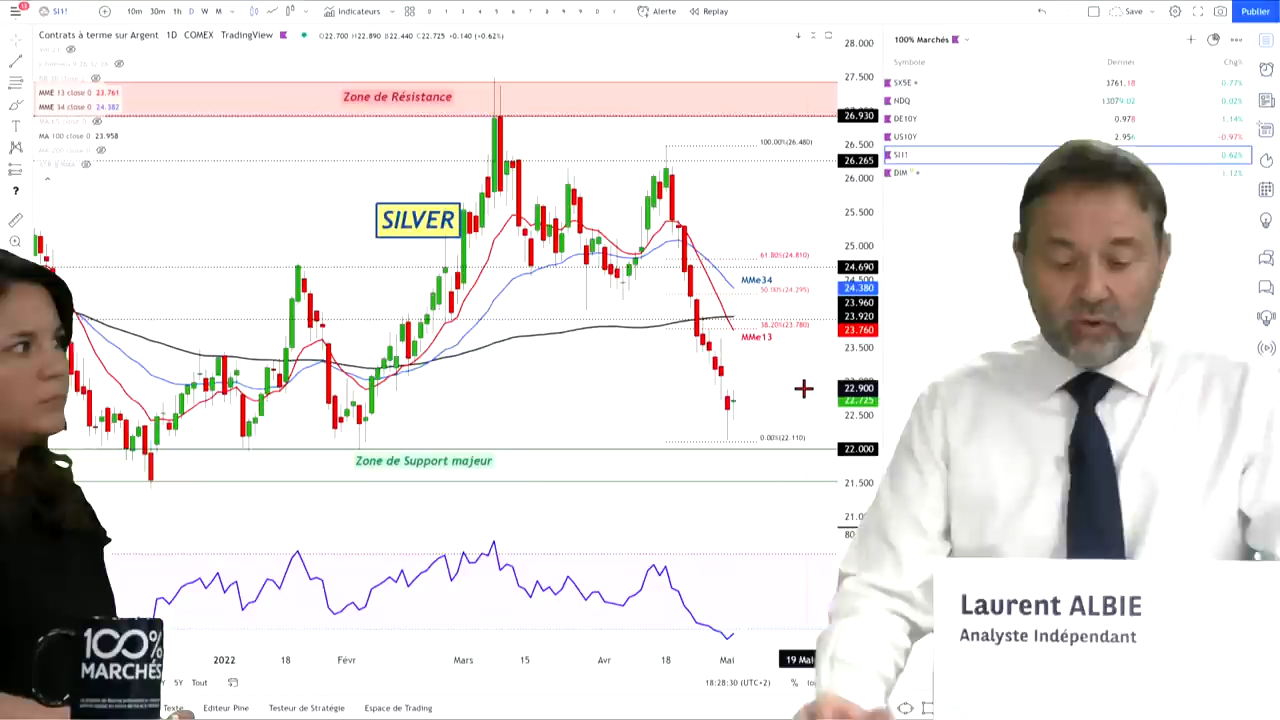 13
SI1!
10m 30m 1h D W M
Indicateurs
Alerte
Replay
Save
Publier
Contrats à terme sur Argent 1D COMEX TradingView
O22.700 H22.890 B22.440 C22.725 +0.140 (+0.62%)
MME 13 close 0 23.761
MME 34 close 0 24.382
MA 100 close 0 23.958
Zone de Résistance
SILVER
100.00%(26.480)
61.80%(24.810)
MMe34
50.00%(24.295)
38.20%(23.780)
MMe13
0.00%(22.110)
Zone de Support majeur
28.000
27.500
26.930
26.500
26.265
26.000
25.500
25.000
24.690
24.380
23.960
23.920
23.760
23.500
22.900
22.725
22.500
22.000
21.500
80
100% Marchés
Symbole Dernier Chg%
SX5E 3761.18 0.77%
NDQ 13079.02 0.02%
DE10Y 0.978 1.14%
US10Y 2.956 -0.97%
SI1! 0.62%
DIM 1.12%
2022 18 Févr Mars 15 Avr 18 Mai 19 Mai
5Y Tout
18:28:30 (UTC+2) %
Texte Editeur Pine Testeur de Stratégie Espace de Trading
100%
MARCHÉS
Laurent ALBIE
Analyste Indépendant